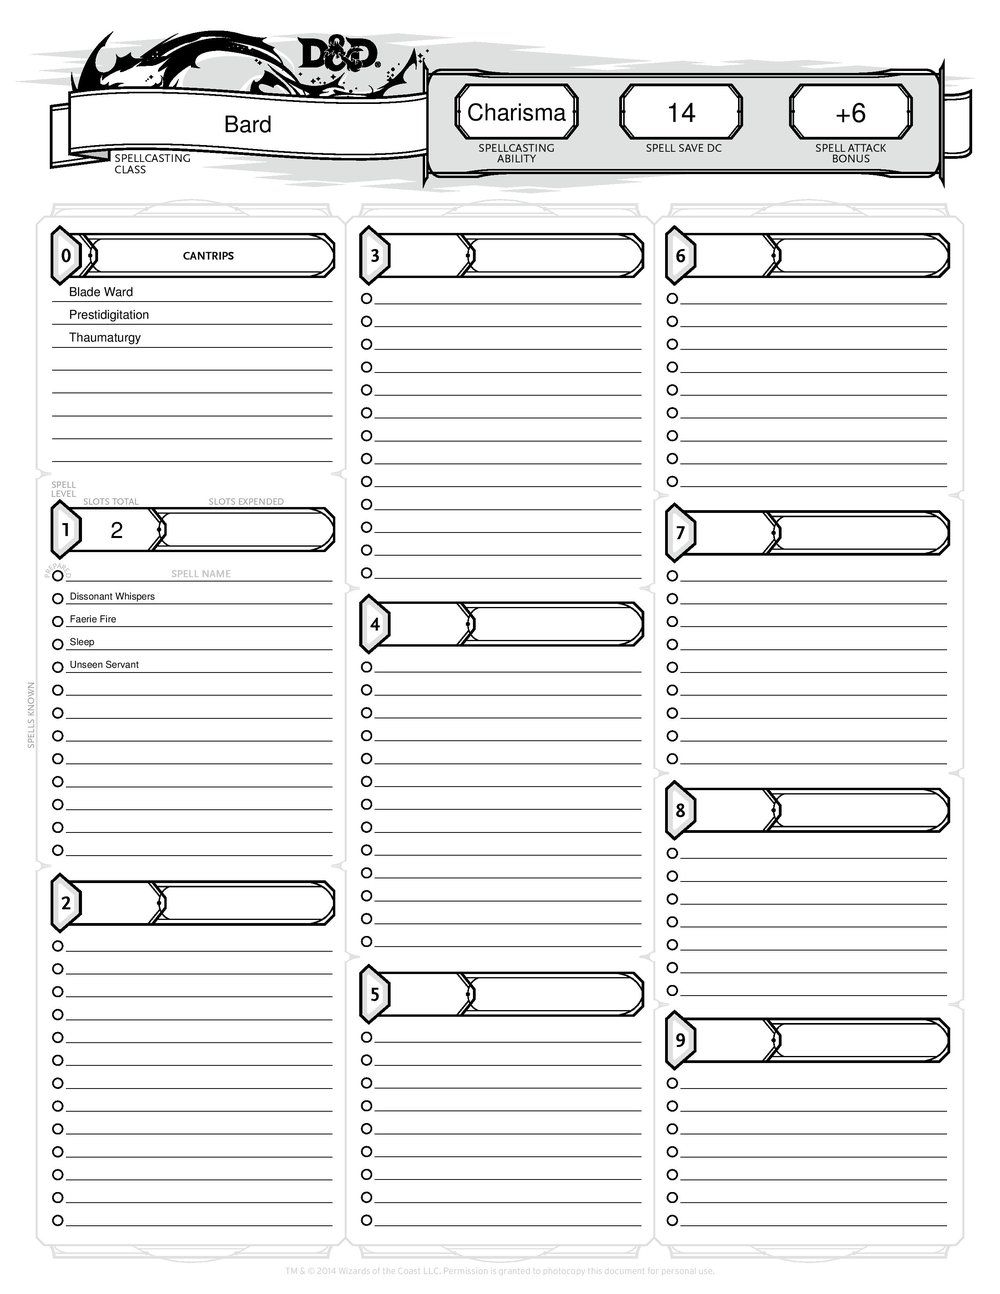 D&D®
Bard
SPELLCASTING
CLASS
Charisma
SPELLCASTING
ABILITY
14
SPELL SAVE DC
+6
SPELL ATTACK
BONUS
0
CANTRIPS
Blade Ward
Prestidigitation
Thaumaturgy
SPELL
LEVEL
SLOTS TOTAL
SLOTS EXPENDED
1
2
PREPARED
SPELL NAME
Dissonant Whispers
Faerie Fire
Sleep
Unseen Servant
SPELLS KNOWN
2
3
4
5
6
7
8
9
TM & © 2014 Wizards of the Coast LLC. Permission is granted to photocopy this document for personal use.